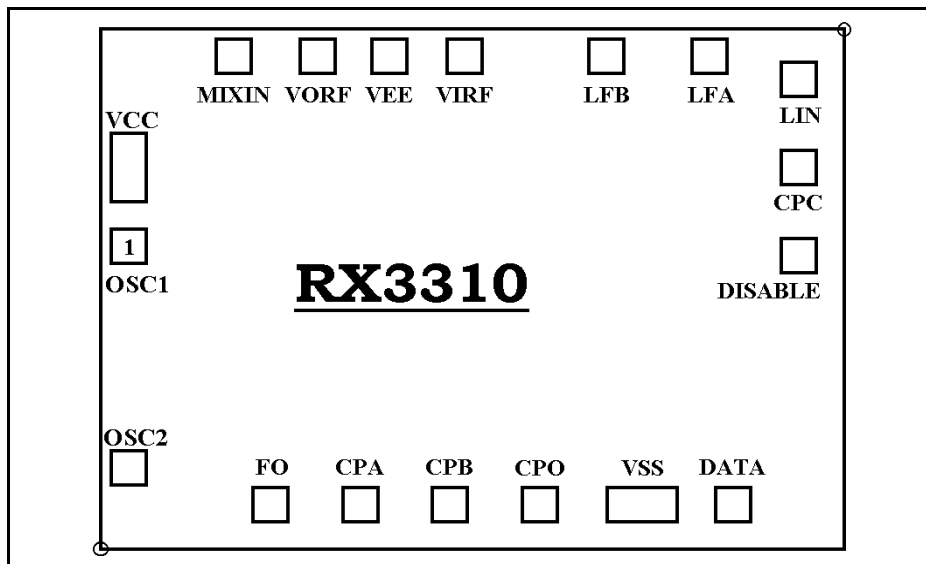 MIXIN VORF VEE VIRF LFB LFA
LIN
VCC
CPC
1
OSC1
DISABLE
RX3310
OSC2
FO CPA CPB CPO VSS DATA